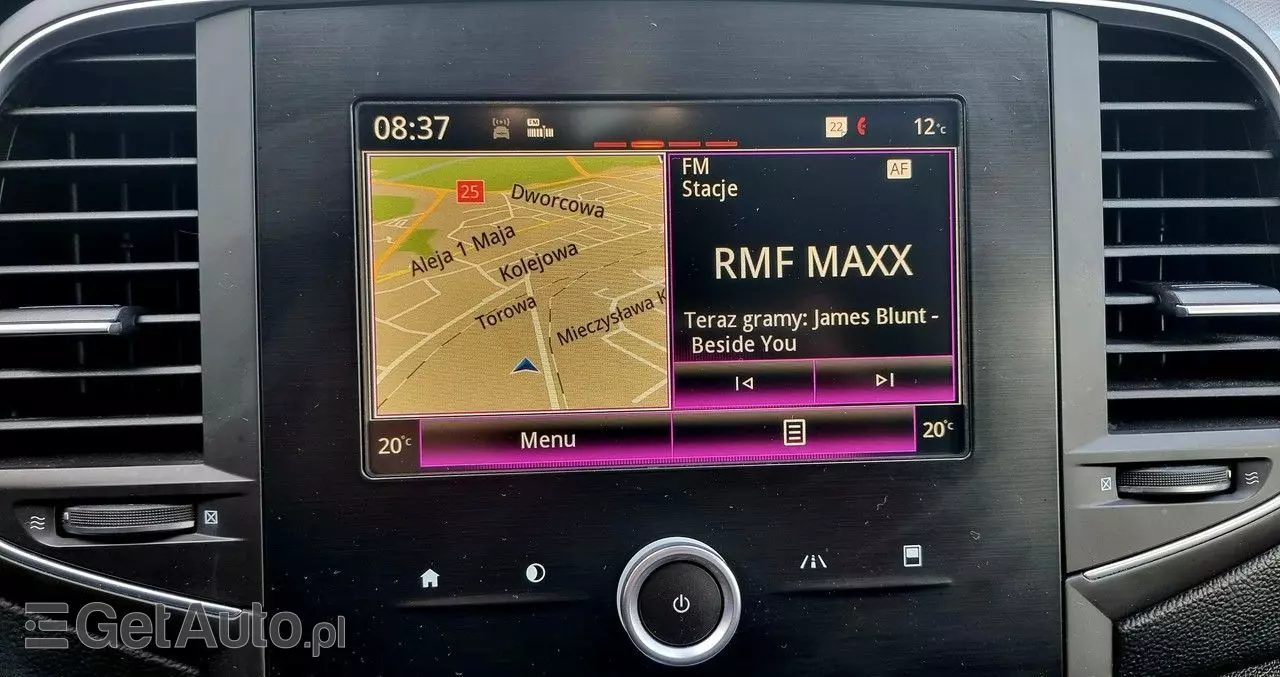 08:37
FM
22
12°C
25
Dworcowa
Aleja 1 Maja
Kolejowa
Torowa
Mieczysława K
FM
Stacje
AF
RMF MAXX
Teraz gramy: James Blunt -
Beside You
20°C
Menu
20°C
GetAuto.pl